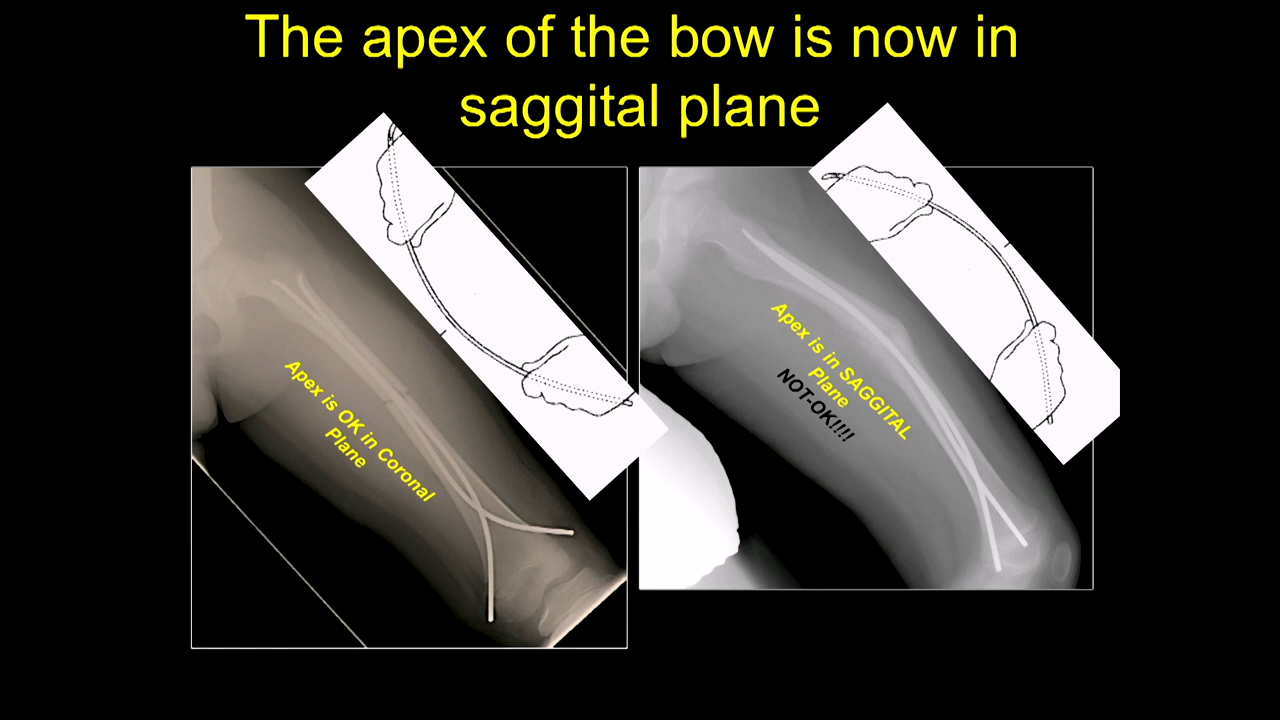 The apex of the bow is now in
saggital plane
Apex is OK in Coronal
Plane
Apex is in SAGGITAL
Plane
NOT-OK!!!!